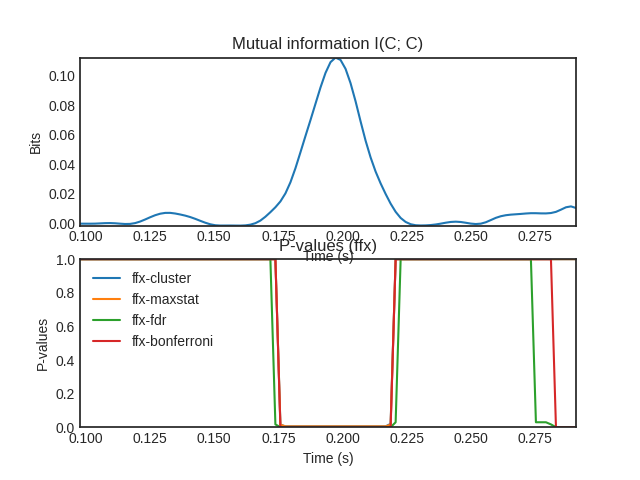 Mutual information I(C; C)
Bits
0.10
0.08
0.06
0.04
0.02
0.00
0.100 0.125 0.150 0.175 0.200 0.225 0.250 0.275
Time (s)
P-values (ffx)
P-values
1.0
0.8
0.6
0.4
0.2
0.0
ffx-cluster
ffx-maxstat
ffx-fdr
ffx-bonferroni
0.100 0.125 0.150 0.175 0.200 0.225 0.250 0.275
Time (s)